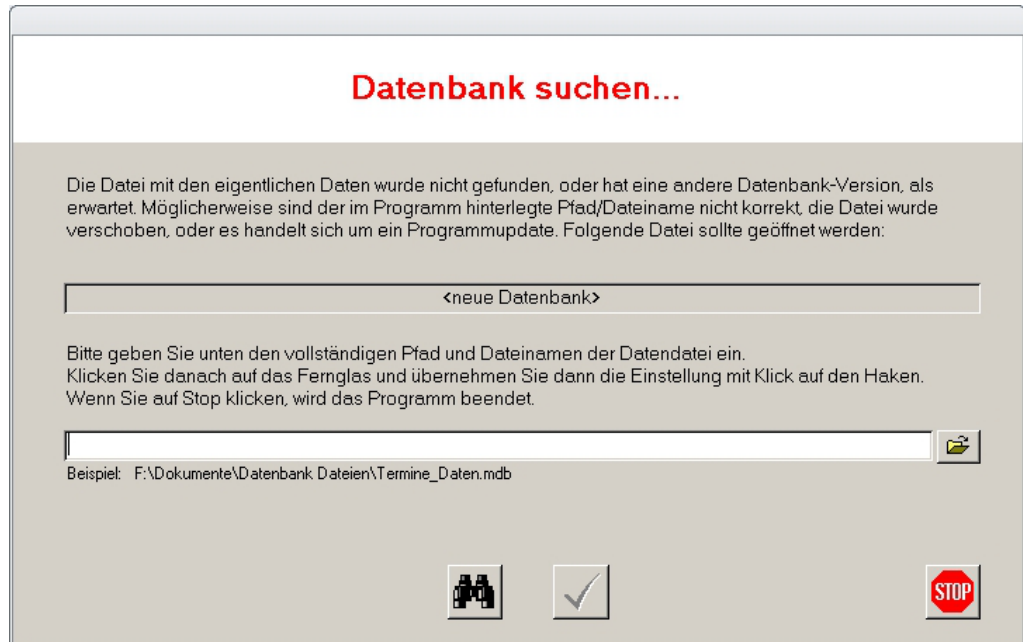 Datenbank suchen...
Die Datei mit den eigentlichen Daten wurde nicht gefunden, oder hat eine andere Datenbank-Version, als
erwartet. Möglicherweise sind der im Programm hinterlegte Pfad/Dateiname nicht korrekt, die Datei wurde
verschoben, oder es handelt sich um ein Programmupdate. Folgende Datei sollte geöffnet werden:
<neue Datenbank>
Bitte geben Sie unten den vollständigen Pfad und Dateinamen der Datendatei ein.
Klicken Sie danach auf das Fernglas und übernehmen Sie dann die Einstellung mit Klick auf den Haken.
Wenn Sie auf Stop klicken, wird das Programm beendet.
Beispiel: F:\Dokumente\Datenbank Dateien\Termine_Daten.mdb
STOP